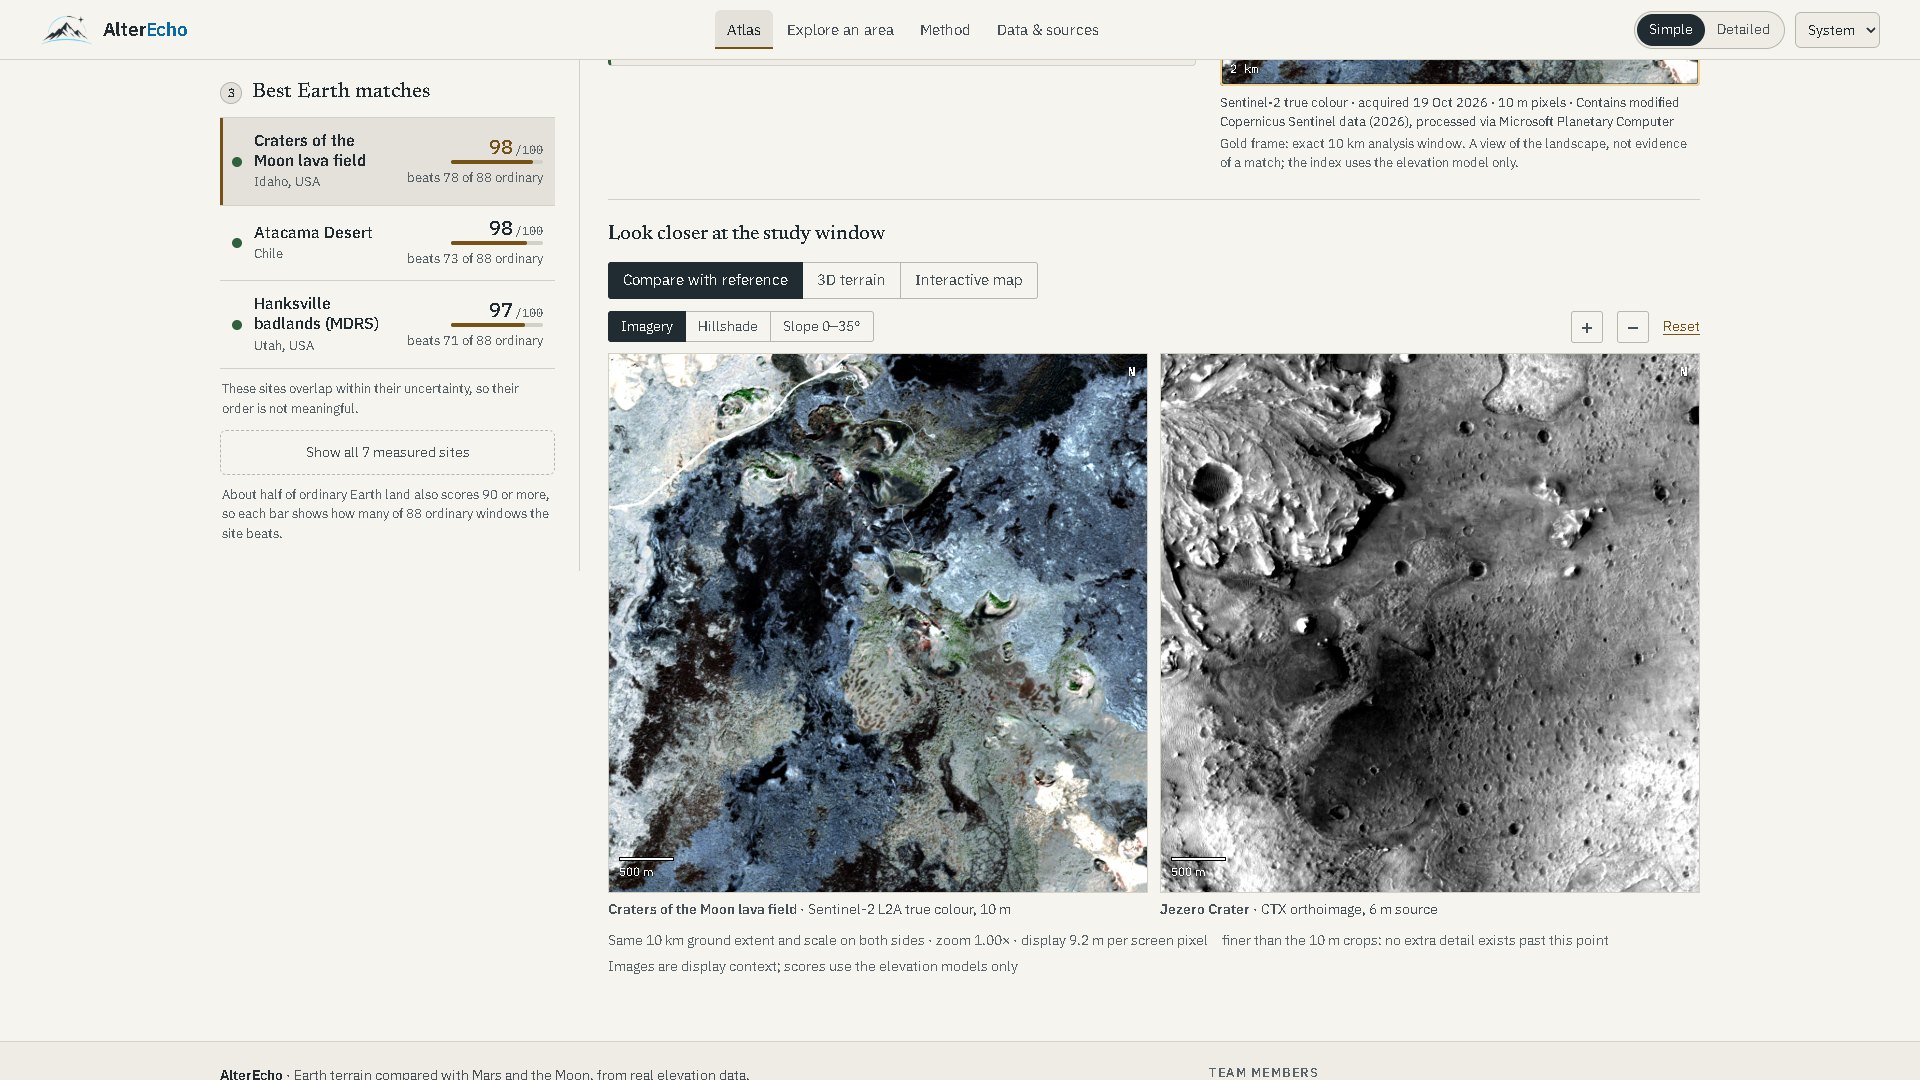 AlterEcho
Atlas
Explore an area
Method
Data & sources
Simple
Detailed
System
3 Best Earth matches
Craters of the
Moon lava field
Idaho, USA
98 /100
beats 78 of 88 ordinary
Atacama Desert
Chile
98 /100
beats 73 of 88 ordinary
Hanksville
badlands (MDRS)
Utah, USA
97 /100
beats 71 of 88 ordinary
These sites overlap within their uncertainty, so their
order is not meaningful.
Show all 7 measured sites
About half of ordinary Earth land also scores 90 or more,
so each bar shows how many of 88 ordinary windows the
site beats.
2 km
Sentinel-2 true colour · acquired 19 Oct 2026 · 10 m pixels · Contains modified
Copernicus Sentinel data (2026), processed via Microsoft Planetary Computer
Gold frame: exact 10 km analysis window. A view of the landscape, not evidence
of a match; the index uses the elevation model only.
Look closer at the study window
Compare with reference
3D terrain
Interactive map
Imagery
Hillshade
Slope 0–35°
+
−
Reset
N
500 m
N
500 m
Craters of the Moon lava field · Sentinel-2 L2A true colour, 10 m
Jezero Crater · CTX orthoimage, 6 m source
Same 10 km ground extent and scale on both sides · zoom 1.00× · display 9.2 m per screen pixel finer than the 10 m crops: no extra detail exists past this point
Images are display context; scores use the elevation models only
AlterEcho · Earth terrain compared with Mars and the Moon, from real elevation data.
TEAM MEMBERS